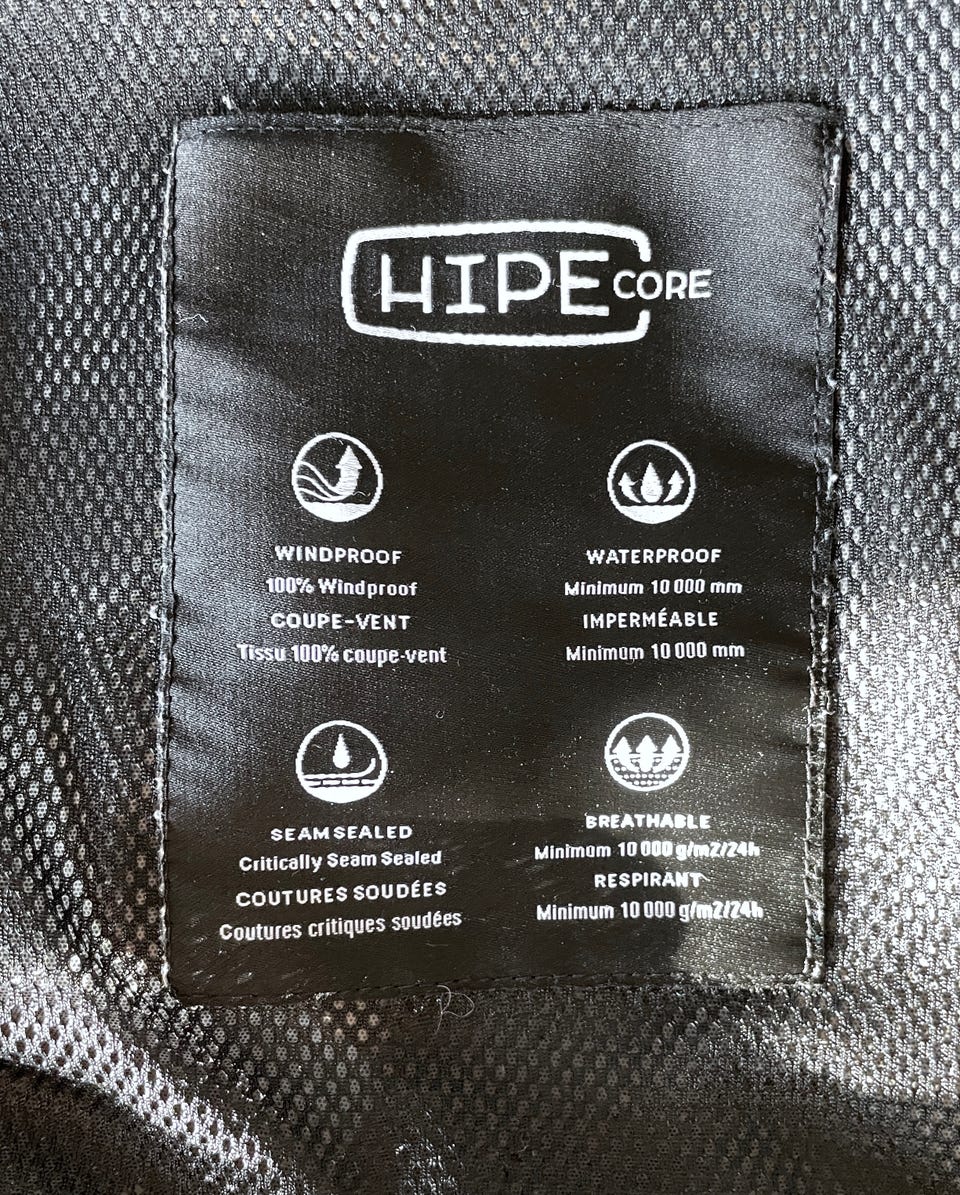 HIPE CORE
WINDPROOF
100% Windproof
COUPE-VENT
Tissu 100% coupe-vent
WATERPROOF
Minimum 10 000 mm
IMPERMÉABLE
Minimum 10 000 mm
SEAM SEALED
Critically Seam Sealed
COUTURES SOUDÉES
Coutures critiques soudées
BREATHABLE
Minimum 10 000 g/m2/24h
RESPIRANT
Minimum 10 000 g/m2/24h